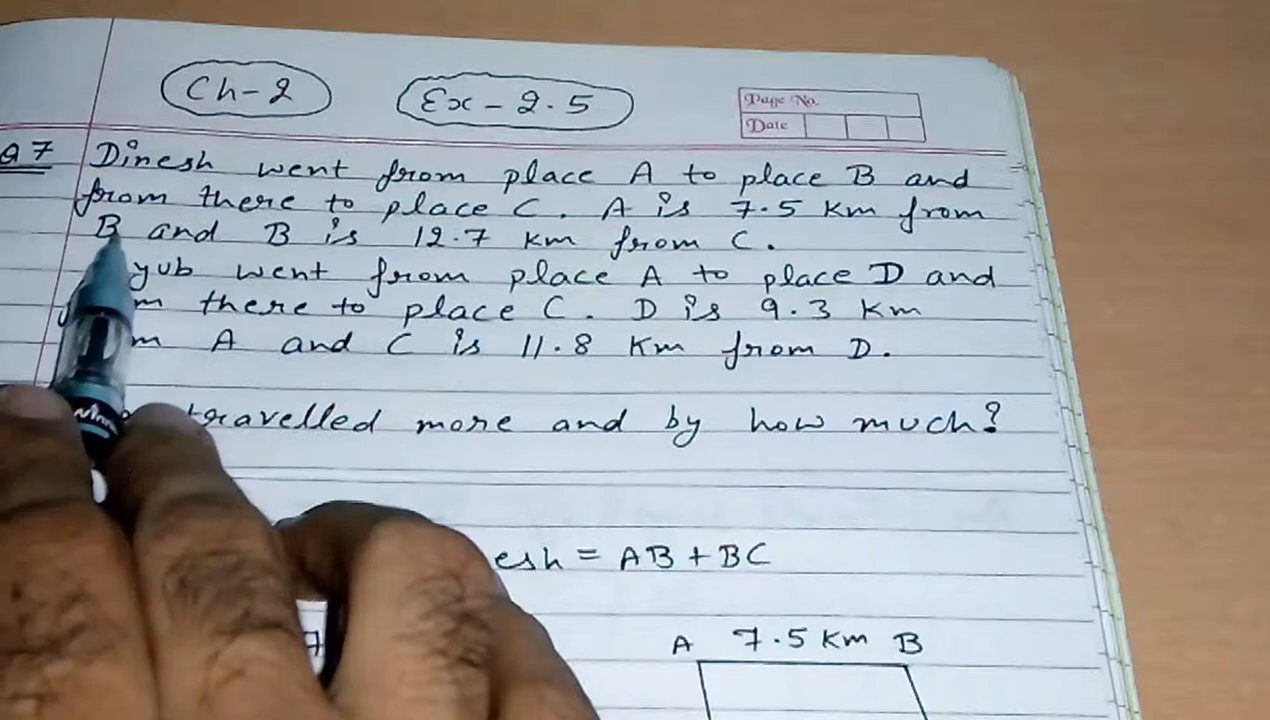 Ch-2
Ex-2.5
Page No.
Date
Q7 Dinesh went from place A to place B and
from there to place C. A is 7.5 Km from
B and B is 12.7 km from C.
yub went from place A to place D and
m there to place C. D is 9.3 Km
m A and C is 11.8 Km from D.
travelled more and by how much?
esh = AB + BC
7
A 7.5 Km B